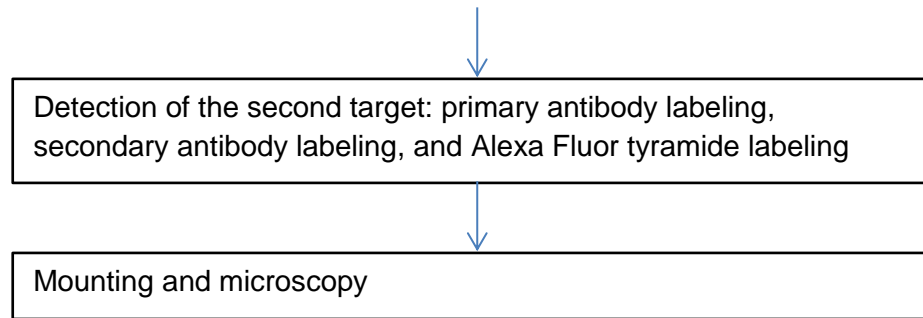 Detection of the second target: primary antibody labeling,
secondary antibody labeling, and Alexa Fluor tyramide labeling
Mounting and microscopy